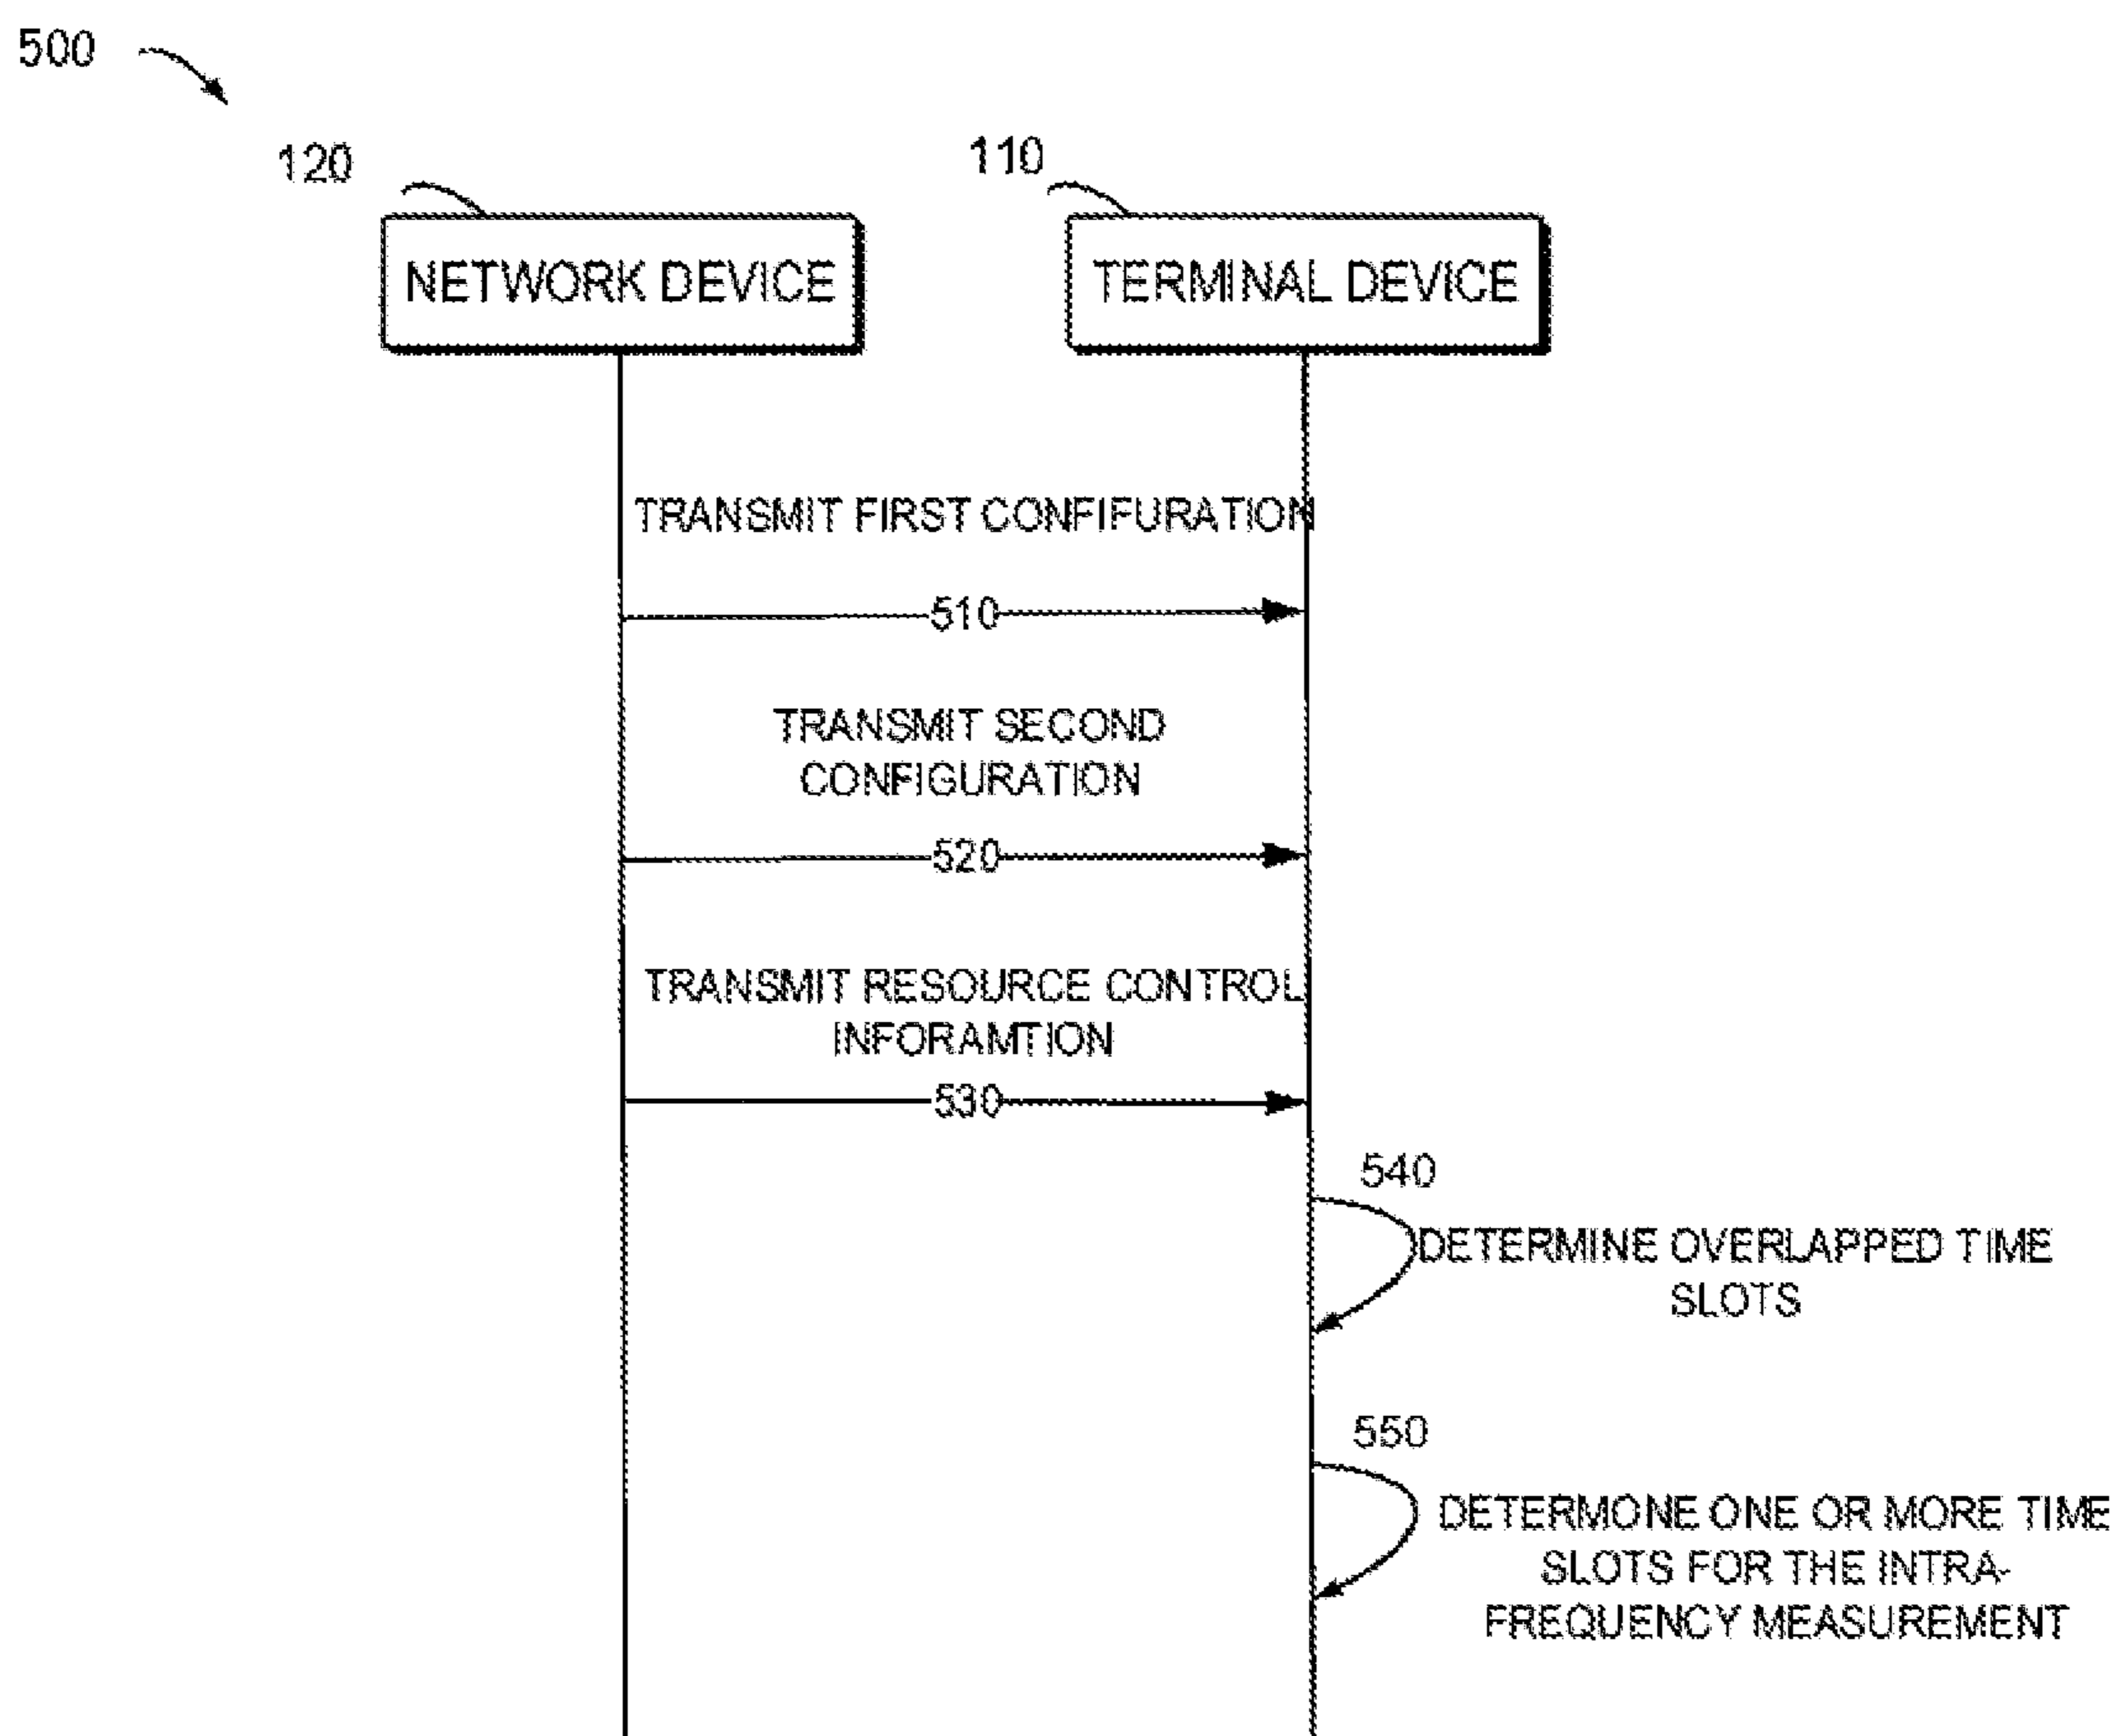 500
120
110
NETWORK DEVICE
TERMINAL DEVICE
TRANSMIT FIRST CONFIFURATION
510
TRANSMIT SECOND
CONFIGURATION
520
TRANSMIT RESOURCE CONTROL
INFORAMTION
530
540
DETERMINE OVERLAPPED TIME
SLOTS
550
DETERMONE ONE OR MORE TIME
SLOTS FOR THE INTRA-
FREQUENCY MEASUREMENT